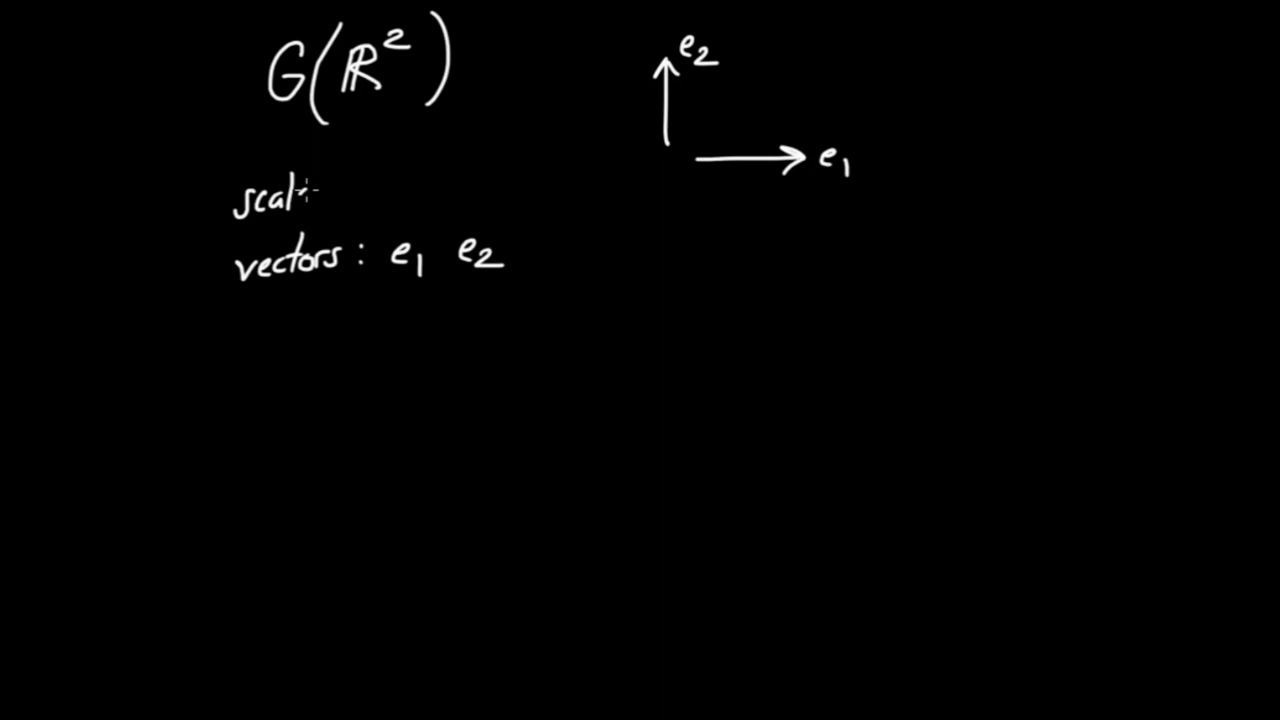 G(ℝ²)
e₂
e₁
scal
vectors : e₁ e₂